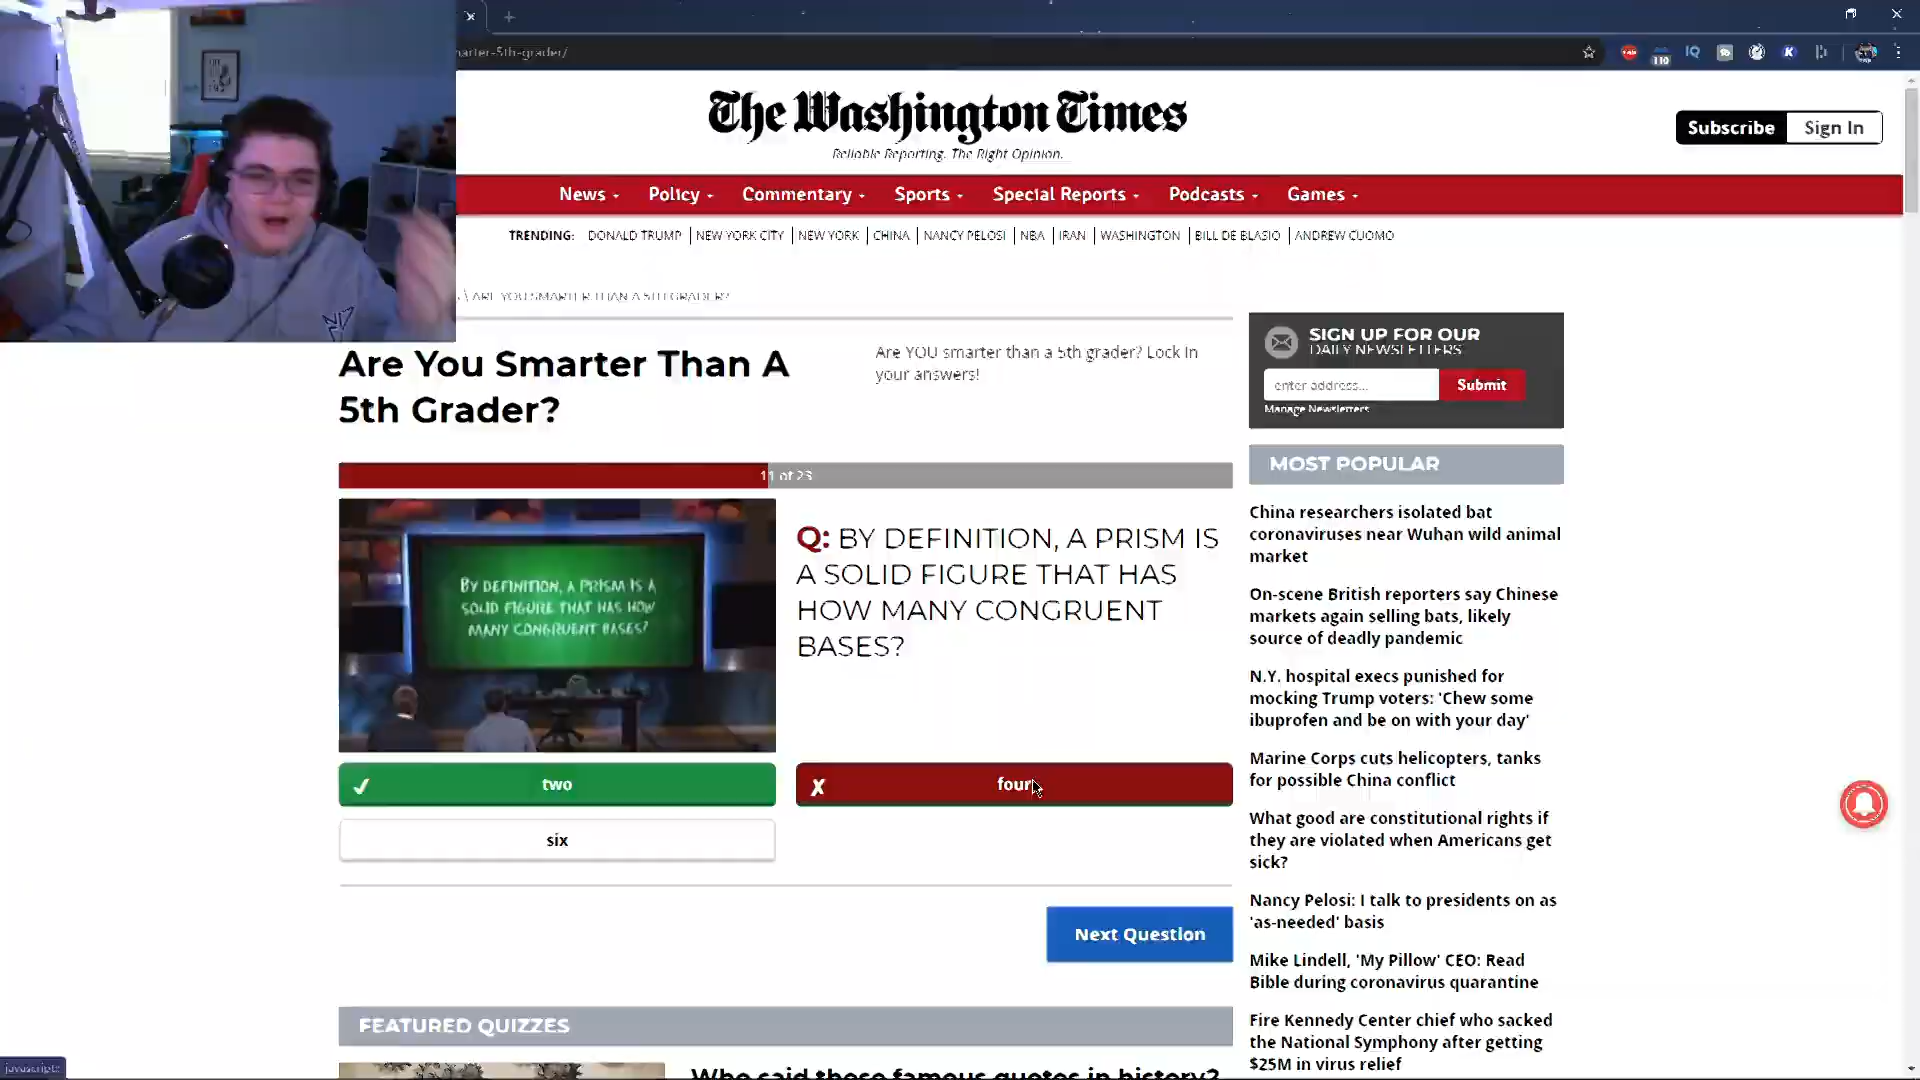 arter-5th-grader/
110
The Washington Times
Reliable Reporting. The Right Opinion.
Subscribe
Sign In
News
Policy
Commentary
Sports
Special Reports
Podcasts
Games
TRENDING: DONALD TRUMP | NEW YORK CITY | NEW YORK | CHINA | NANCY PELOSI | NBA | IRAN | WASHINGTON | BILL DE BLASIO | ANDREW CUOMO
\ ARE YOU SMARTER THAN A 5TH GRADER?
Are You Smarter Than A
5th Grader?
Are YOU smarter than a 5th grader? Lock in
your answers!
11 of 23
BY DEFINITION, A PRISM IS A
SOLID FIGURE THAT HAS HOW
MANY CONGRUENT BASES?
Q: BY DEFINITION, A PRISM IS
A SOLID FIGURE THAT HAS
HOW MANY CONGRUENT
BASES?
✓ two
✗ four
six
Next Question
FEATURED QUIZZES
Who said these famous quotes in history?
SIGN UP FOR OUR
DAILY NEWSLETTERS
enter address...
Submit
Manage Newsletters
MOST POPULAR
China researchers isolated bat
coronaviruses near Wuhan wild animal
market
On-scene British reporters say Chinese
markets again selling bats, likely
source of deadly pandemic
N.Y. hospital execs punished for
mocking Trump voters: 'Chew some
ibuprofen and be on with your day'
Marine Corps cuts helicopters, tanks
for possible China conflict
What good are constitutional rights if
they are violated when Americans get
sick?
Nancy Pelosi: I talk to presidents on as
'as-needed' basis
Mike Lindell, 'My Pillow' CEO: Read
Bible during coronavirus quarantine
Fire Kennedy Center chief who sacked
the National Symphony after getting
$25M in virus relief
javascript: